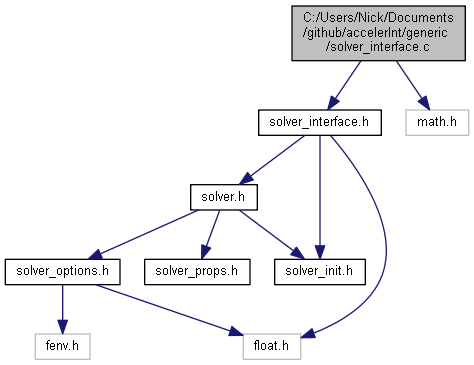 C:/Users/Nick/Documents
/github/accelerInt/generic
/solver_interface.c
solver_interface.h
math.h
solver.h
solver_options.h
solver_props.h
solver_init.h
fenv.h
float.h